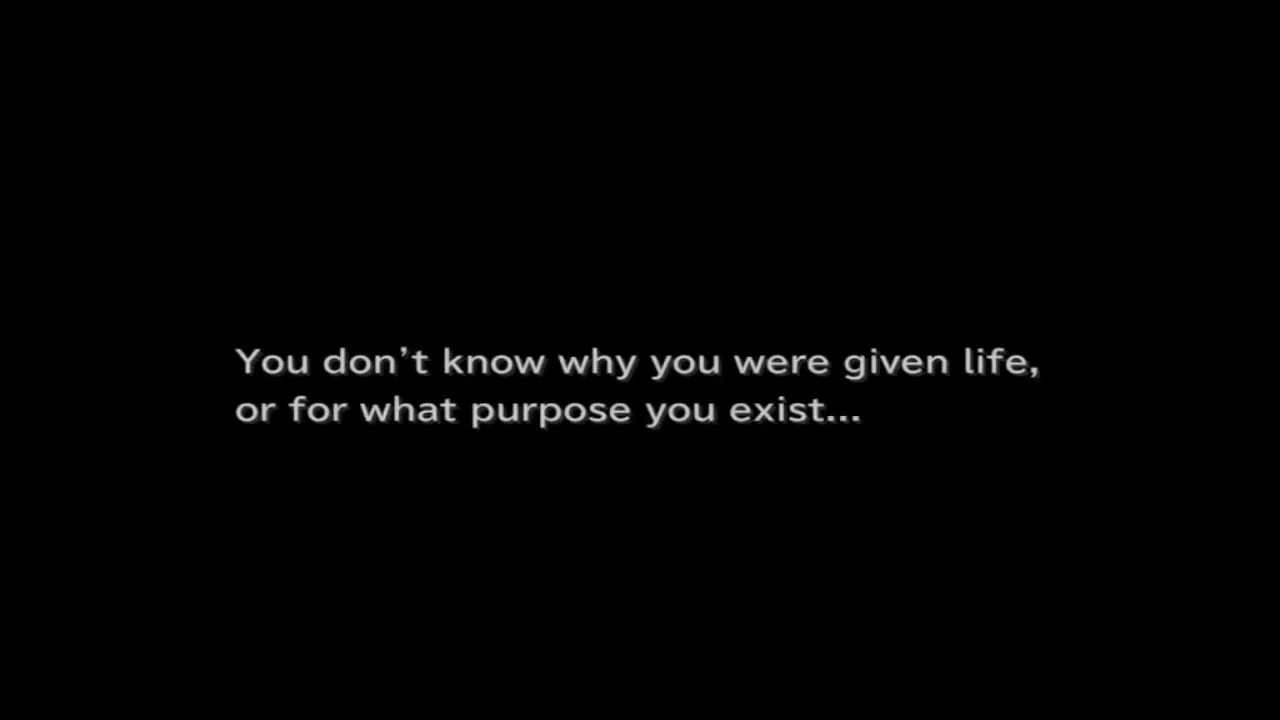 You don’t know why you were given life,
or for what purpose you exist...